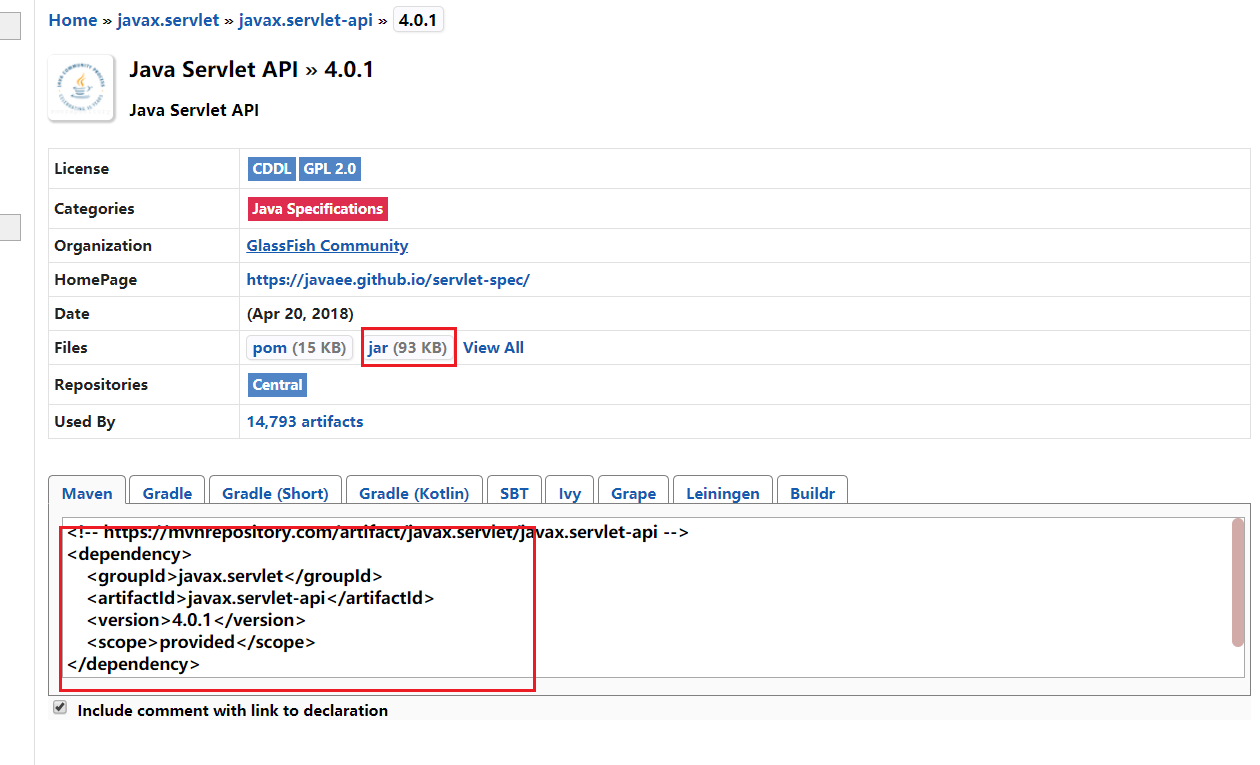 Home » javax.servlet » javax.servlet-api » 4.0.1
JAVA COMMUNITY PROCESS
Java Servlet API » 4.0.1
Java Servlet API
License CDDL GPL 2.0
Categories Java Specifications
Organization GlassFish Community
HomePage https://javaee.github.io/servlet-spec/
Date (Apr 20, 2018)
Files pom (15 KB) jar (93 KB) View All
Repositories Central
Used By 14,793 artifacts
Maven Gradle Gradle (Short) Gradle (Kotlin) SBT Ivy Grape Leiningen Buildr
<!-- https://mvnrepository.com/artifact/javax.servlet/javax.servlet-api -->
<dependency>
<groupId>javax.servlet</groupId>
<artifactId>javax.servlet-api</artifactId>
<version>4.0.1</version>
<scope>provided</scope>
</dependency>
Include comment with link to declaration